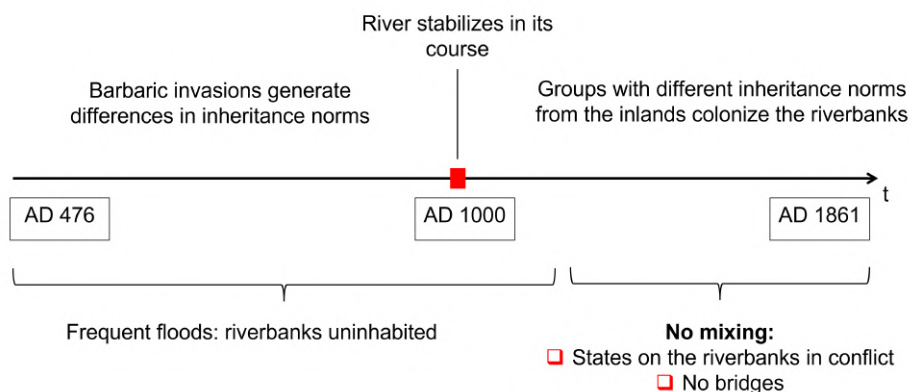 River stabilizes in its
course
Barbaric invasions generate
differences in inheritance norms
Groups with different inheritance norms
from the inlands colonize the riverbanks
t
AD 476
AD 1000
AD 1861
Frequent floods: riverbanks uninhabited
No mixing:
States on the riverbanks in conflict
No bridges